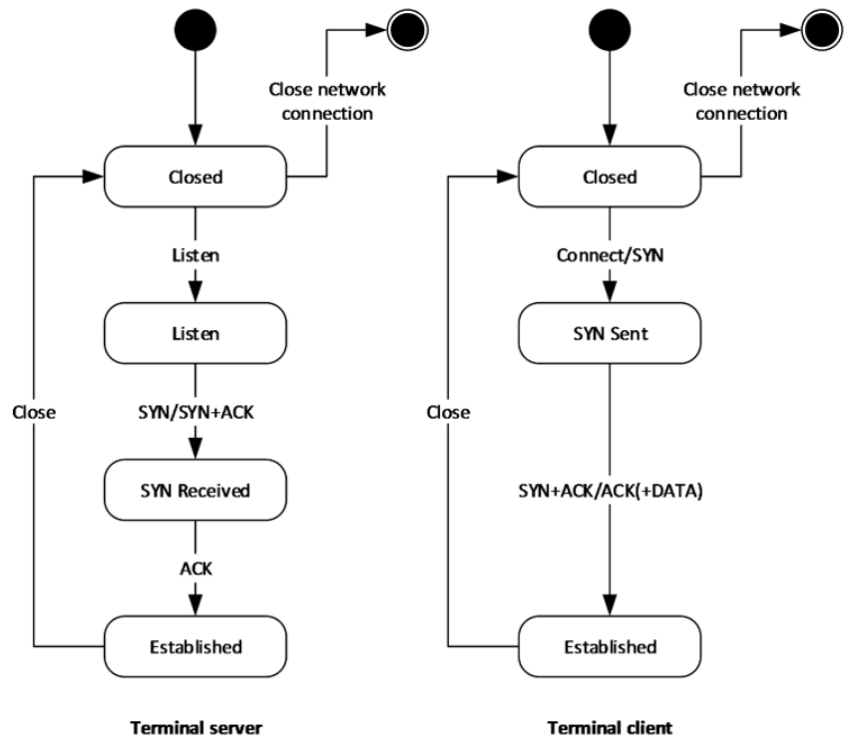 Close network
connection
Closed
Listen
Listen
Close
SYN/SYN+ACK
SYN Received
ACK
Established
Terminal server
Close network
connection
Closed
Connect/SYN
SYN Sent
Close
SYN+ACK/ACK(+DATA)
Established
Terminal client